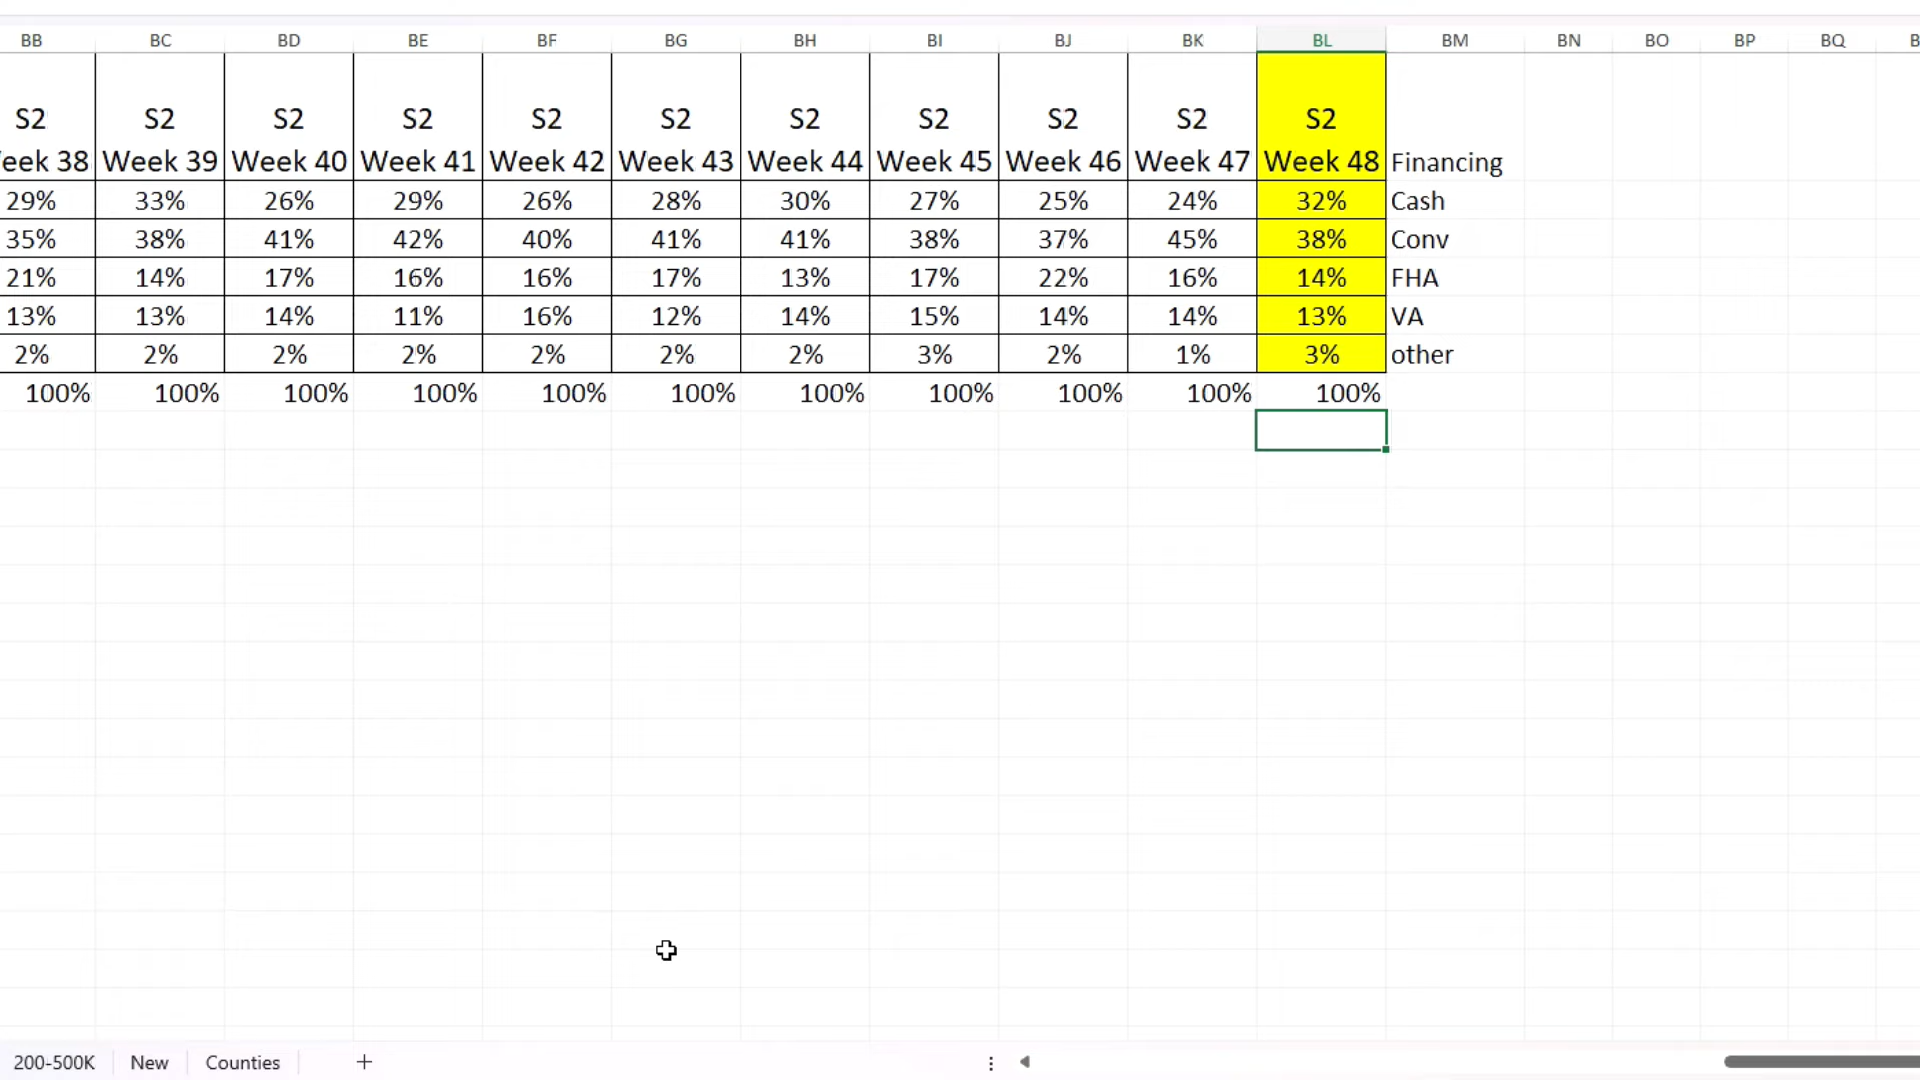 BB BC BD BE BF BG BH BI BJ BK BL BM BN BO BP BQ
S2 S2 S2 S2 S2 S2 S2 S2 S2 S2 S2
eek 38 Week 39 Week 40 Week 41 Week 42 Week 43 Week 44 Week 45 Week 46 Week 47 Week 48 Financing
29% 33% 26% 29% 26% 28% 30% 27% 25% 24% 32% Cash
35% 38% 41% 42% 40% 41% 41% 38% 37% 45% 38% Conv
21% 14% 17% 16% 16% 17% 13% 17% 22% 16% 14% FHA
13% 13% 14% 11% 16% 12% 14% 15% 14% 14% 13% VA
2% 2% 2% 2% 2% 2% 2% 3% 2% 1% 3% other
100% 100% 100% 100% 100% 100% 100% 100% 100% 100% 100%
200-500K New Counties +